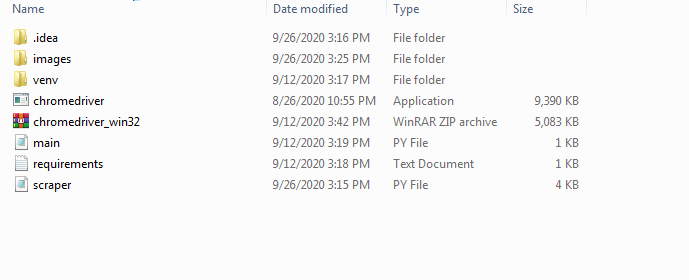 Name Date modified Type Size
.idea 9/26/2020 3:16 PM File folder
images 9/26/2020 3:25 PM File folder
venv 9/12/2020 3:17 PM File folder
chromedriver 8/26/2020 10:55 PM Application 9,390 KB
chromedriver_win32 9/12/2020 3:42 PM WinRAR ZIP archive 5,083 KB
main 9/12/2020 3:19 PM PY File 1 KB
requirements 9/12/2020 3:18 PM Text Document 1 KB
scraper 9/26/2020 3:15 PM PY File 4 KB